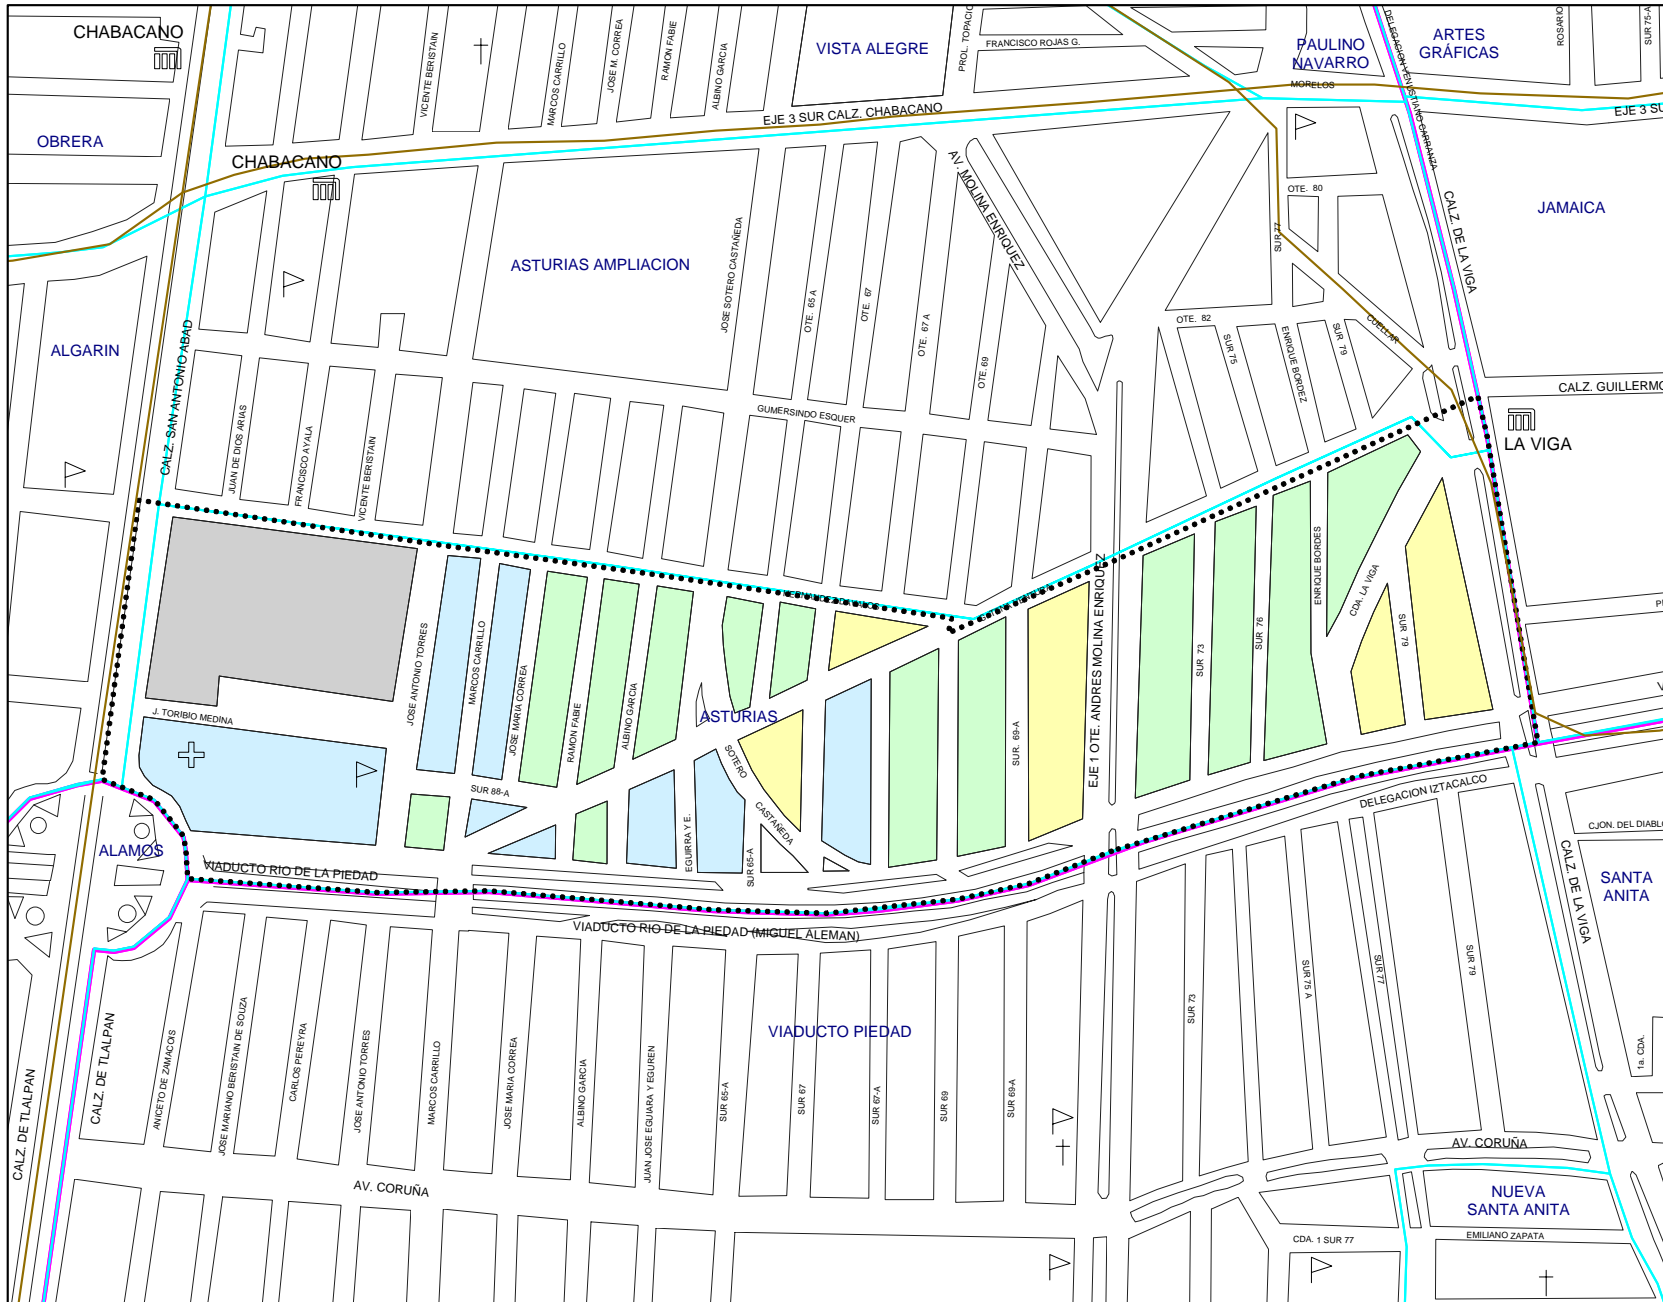 CHABACANO
VICENTE BERISTAIN
MARCOS CARRILLO
JOSE M. CORREA
RAMON FABIE
ALBINO GARCIA
VISTA ALEGRE
PROL. TOPACIO
FRANCISCO ROJAS G.
PAULINO
NAVARRO
DELEGACION VENUSTIANO CARRANZA
ARTES
GRÁFICAS
ROSARIO
SUR 75-A
MORELOS
EJE 3 SUR CALZ. CHABACANO
EJE 3 SU
OBRERA
CHABACANO
AV. MOLINA ENRIQUEZ
OTE. 80
CALZ. DE LA VIGA
JAMAICA
SUR 77
ASTURIAS AMPLIACION
JOSE SOTERO CASTAÑEDA
OTE. 65 A
OTE. 67
OTE. 67 A
OTE. 69
OTE. 82
SUR 75
ENRIQUE BORDEZ
SUR 79
CUELLAR
ALGARIN
CALZ. SAN ANTONIO ABAD
CALZ. GUILLERMO
GUMERSINDO ESQUER
JUAN DE DIOS ARIAS
FRANCISCO AYALA
VICENTE BERISTAIN
LA VIGA
HERNANDEZ DAVALOS
EJE 1 OTE. ANDRES MOLINA ENRIQUEZ
ENRIQUE BORDES
CDA. LA VIGA
SUR 79
SUR 73
SUR 76
JOSE ANTONIO TORRES
MARCOS CARRILLO
JOSE MARIA CORREA
RAMON FABIE
ALBINO GARCIA
ASTURIAS
SUR. 69-A
J. TORIBIO MEDINA
SOTERO
CASTAÑEDA
SUR 88-A
EGUIRRA Y E.
SUR 65-A
DELEGACION IZTACALCO
CJON. DEL DIABLO
ALAMOS
VIADUCTO RIO DE LA PIEDAD
CALZ. DE LA VIGA
SANTA
ANITA
VIADUCTO RIO DE LA PIEDAD (MIGUEL ALEMAN)
VIADUCTO PIEDAD
CALZ. DE TLALPAN
CALZ. DE TLALPAN
ANICETO DE ZAMACOIS
JOSE MARIANO BERISTAIN DE SOUZA
CARLOS PEREYRA
JOSE ANTONIO TORRES
MARCOS CARRILLO
JOSE MARIA CORREA
ALBINO GARCIA
JUAN JOSE EGUIARA Y EGUREN
SUR 65-A
SUR 67
SUR 67-A
SUR 69
SUR 69-A
SUR 73
SUR 75 A
SUR 77
SUR 79
1a. CDA.
AV. CORUÑA
AV. CORUÑA
NUEVA
SANTA ANITA
CDA. 1 SUR 77
EMILIANO ZAPATA